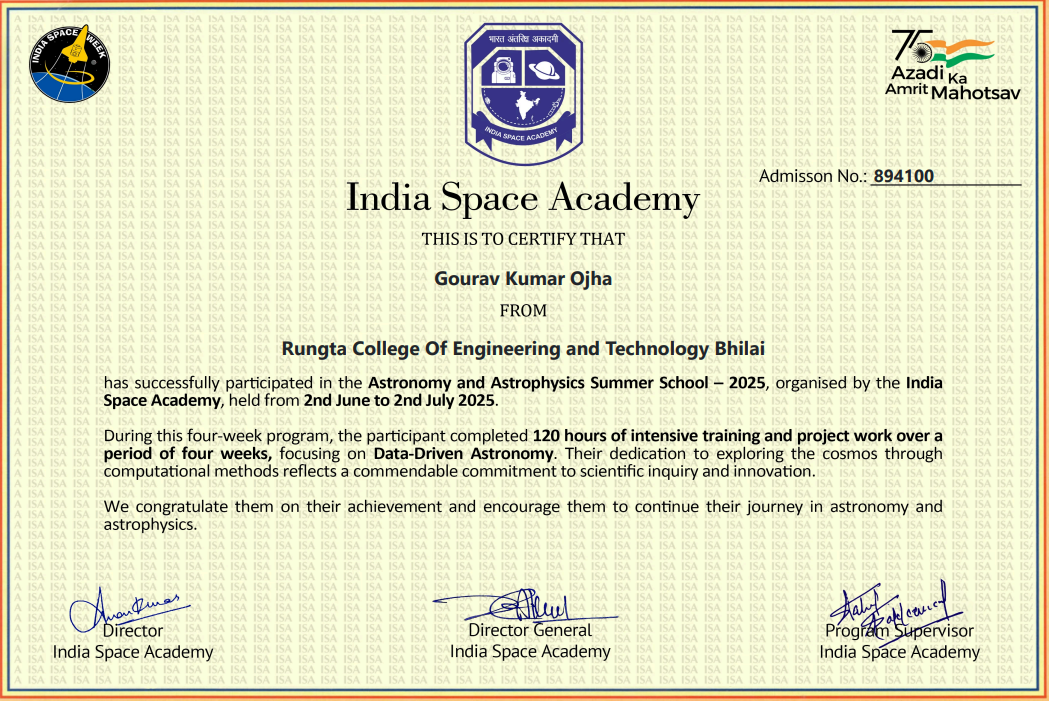 INDIA SPACE WEEK
भारत अंतरिक्ष अकादमी
INDIA SPACE ACADEMY
75
Azadi Ka
Amrit Mahotsav
Admisson No.: 894100
India Space Academy
THIS IS TO CERTIFY THAT
Gourav Kumar Ojha
FROM
Rungta College Of Engineering and Technology Bhilai
has successfully participated in the Astronomy and Astrophysics Summer School – 2025, organised by the India
Space Academy, held from 2nd June to 2nd July 2025.
During this four-week program, the participant completed 120 hours of intensive training and project work over a
period of four weeks, focusing on Data-Driven Astronomy. Their dedication to exploring the cosmos through
computational methods reflects a commendable commitment to scientific inquiry and innovation.
We congratulate them on their achievement and encourage them to continue their journey in astronomy and
astrophysics.
Director
India Space Academy
Director General
India Space Academy
Program Supervisor
India Space Academy